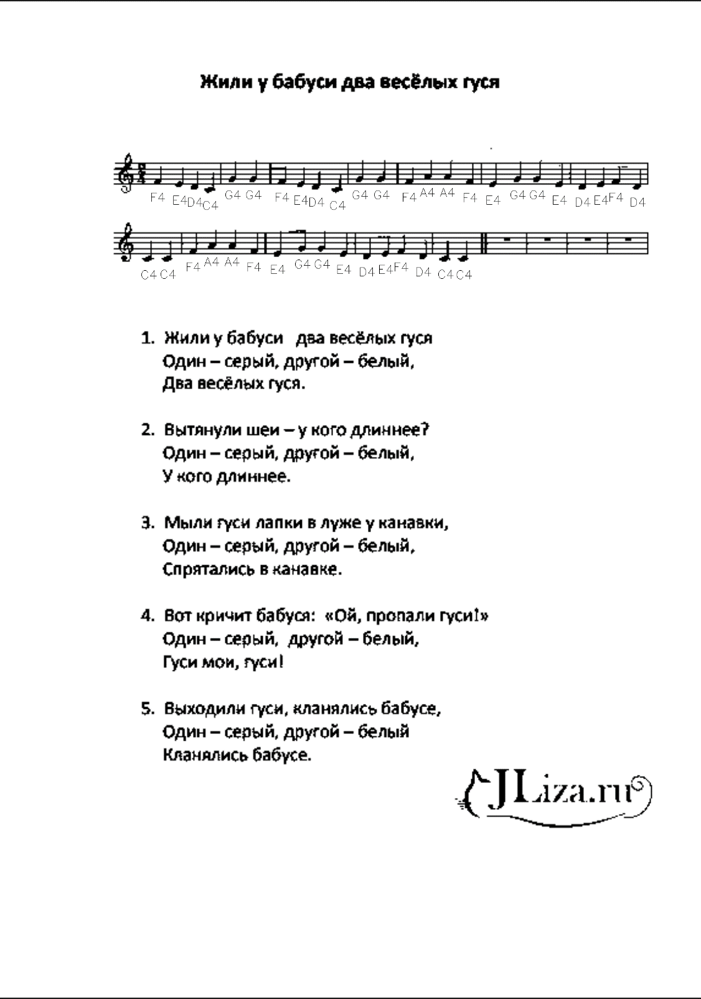 Жили у бабуси два весёлых гуся
2 4
F4 E4 D4 C4 G4 G4 F4 E4 D4 C4 G4 G4 F4 A4 A4 F4 E4 G4 G4 E4 D4 E4 F4 D4
C4 C4 F4 A4 A4 F4 E4 G4 G4 E4 D4 E4 F4 D4 C4 C4
1. Жили у бабуси два весёлых гуся
Один – серый, другой – белый,
Два весёлых гуся.
2. Вытянули шеи – у кого длиннее?
Один – серый, другой – белый,
У кого длиннее.
3. Мыли гуси лапки в луже у канавки,
Один – серый, другой – белый,
Спрятались в канавке.
4. Вот кричит бабуся: «Ой, пропали гуси!»
Один – серый, другой – белый,
Гуси мои, гуси!
5. Выходили гуси, кланялись бабусе,
Один – серый, другой – белый
Кланялись бабусе.
JLiza.ru